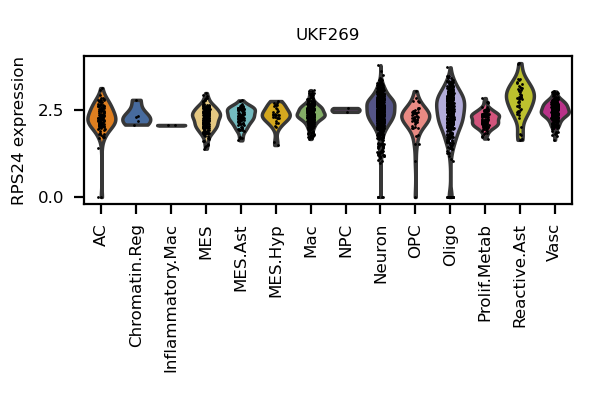 UKF269
RPS24 expression
2.5
0.0
AC
Chromatin.Reg
Inflammatory.Mac
MES
MES.Ast
MES.Hyp
Mac
NPC
Neuron
OPC
Oligo
Prolif.Metab
Reactive.Ast
Vasc